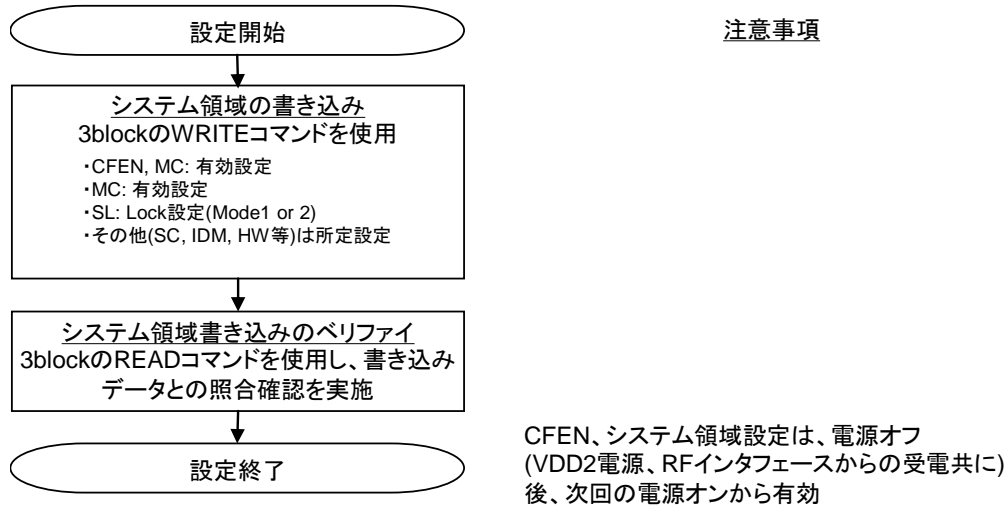 設定開始
注意事項
システム領域の書き込み
3blockのWRITEコマンドを使用
・CFEN, MC: 有効設定
・MC: 有効設定
・SL: Lock設定(Mode1 or 2)
・その他(SC, IDM, HW等)は所定設定
システム領域書き込みのベリファイ
3blockのREADコマンドを使用し、書き込み
データとの照合確認を実施
設定終了
CFEN、システム領域設定は、電源オフ
(VDD2電源、RFインタフェースからの受電共に)
後、次回の電源オンから有効